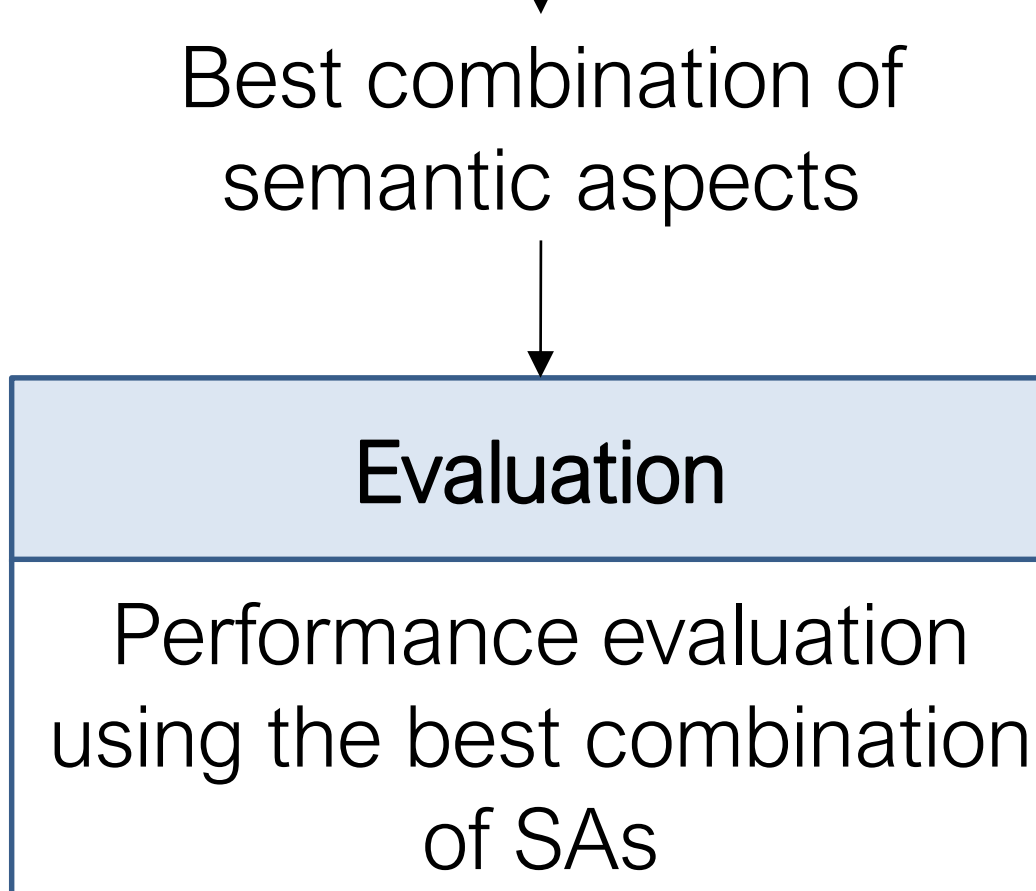 Best combination of
semantic aspects
Evaluation
Performance evaluation
using the best combination
of SAs